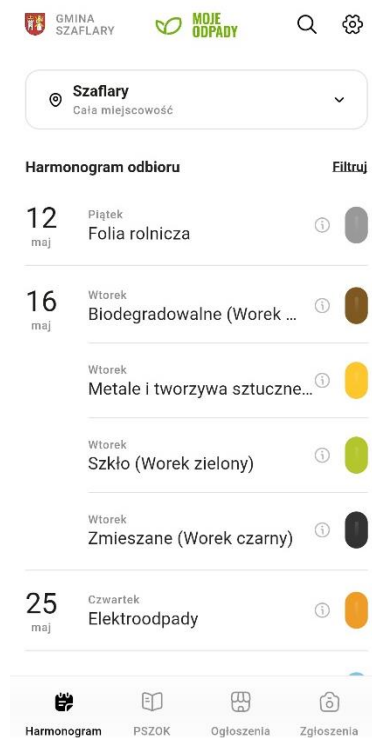 GMINA
SZAFLARY
MOJE
ODPADY
Szaflary
Cała miejscowość
Harmonogram odbioru Filtruj
12
maj
Piątek
Folia rolnicza
16
maj
Wtorek
Biodegradowalne (Worek ...
Wtorek
Metale i tworzywa sztuczne...
Wtorek
Szkło (Worek zielony)
Wtorek
Zmieszane (Worek czarny)
25
maj
Czwartek
Elektroodpady
Harmonogram PSZOK Ogłoszenia Zgłoszenia